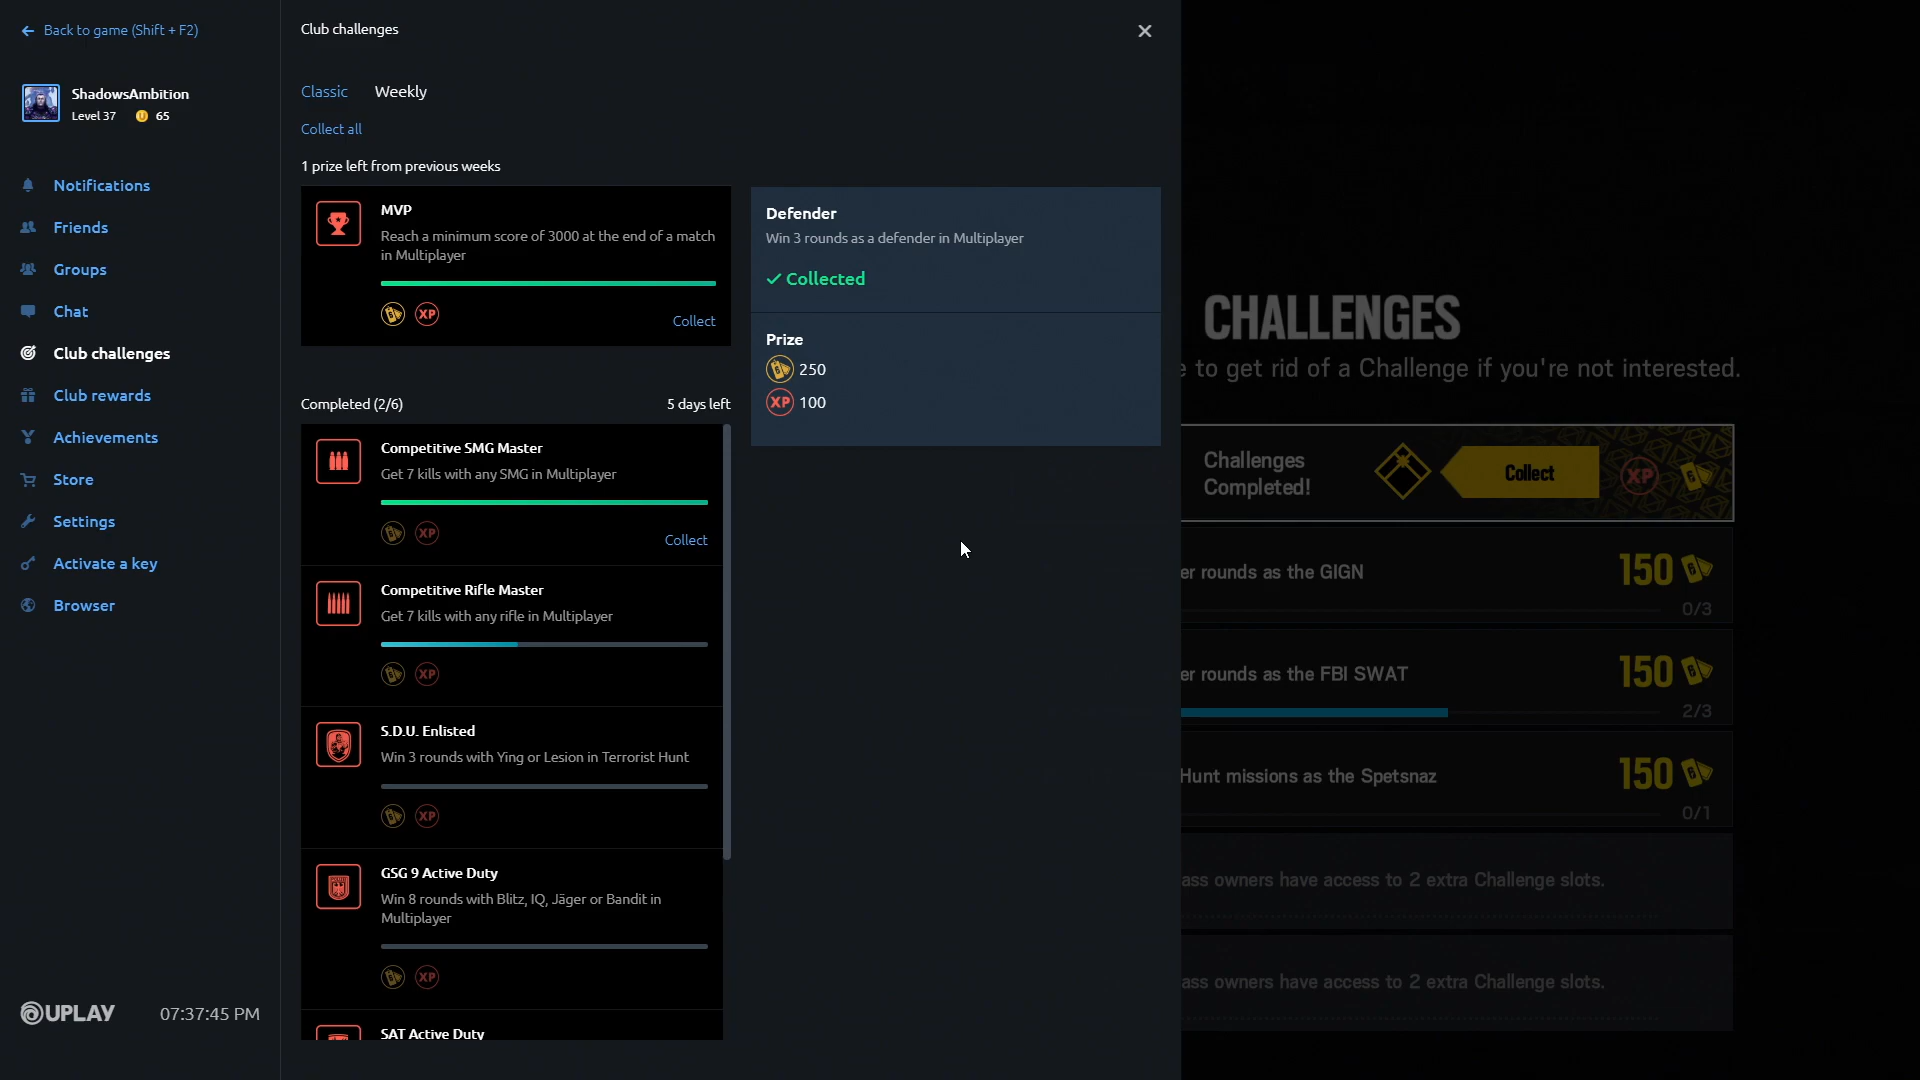 Back to game (Shift + F2)
ShadowsAmbition
Level 37
65
Notifications
Friends
Groups
Chat
Club challenges
Club rewards
Achievements
Store
Settings
Activate a key
Browser
UPLAY
07:37:45 PM
Club challenges
Classic
Weekly
Collect all
1 prize left from previous weeks
MVP
Reach a minimum score of 3000 at the end of a match
in Multiplayer
XP
Collect
Completed (2/6)
5 days left
Competitive SMG Master
Get 7 kills with any SMG in Multiplayer
XP
Collect
Competitive Rifle Master
Get 7 kills with any rifle in Multiplayer
XP
S.D.U. Enlisted
Win 3 rounds with Ying or Lesion in Terrorist Hunt
XP
GSG 9 Active Duty
Win 8 rounds with Blitz, IQ, Jäger or Bandit in
Multiplayer
XP
SAT Active Duty
Defender
Win 3 rounds as a defender in Multiplayer
Collected
Prize
250
XP 100
CHALLENGES
e to get rid of a Challenge if you're not interested.
Challenges
Completed!
Collect
XP
er rounds as the GIGN
150
0/3
er rounds as the FBI SWAT
150
2/3
Hunt missions as the Spetsnaz
150
0/1
ass owners have access to 2 extra Challenge slots.
ass owners have access to 2 extra Challenge slots.